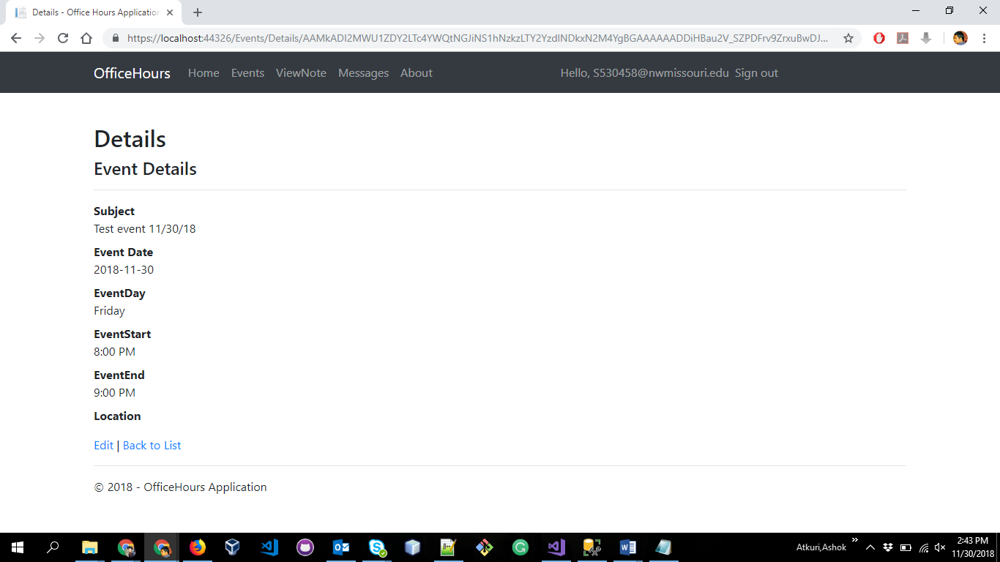 Details - Office Hours Application
https://localhost:44326/Events/Details/AAMkADI2MWU1ZDY2LTc4YWQtNGJiNS1hNzkzLTY2YzdlNDkxN2M4YgBGAAAAAADDiHBau2V_SZPDFrv9ZrxuBwDJ...
OfficeHours Home Events ViewNote Messages About Hello, S530458@nwmissouri.edu Sign out
Details
Event Details
Subject
Test event 11/30/18
Event Date
2018-11-30
EventDay
Friday
EventStart
8:00 PM
EventEnd
9:00 PM
Location
Edit | Back to List
© 2018 - OfficeHours Application
Atkuri,Ashok
2:43 PM
11/30/2018